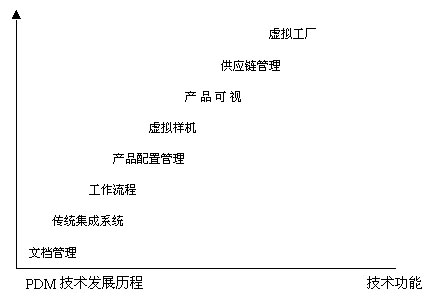 虚拟工厂
供应链管理
产 品 可 视
虚拟样机
产品配置管理
工作流程
传统集成系统
文档管理
PDM 技术发展历程
技术功能